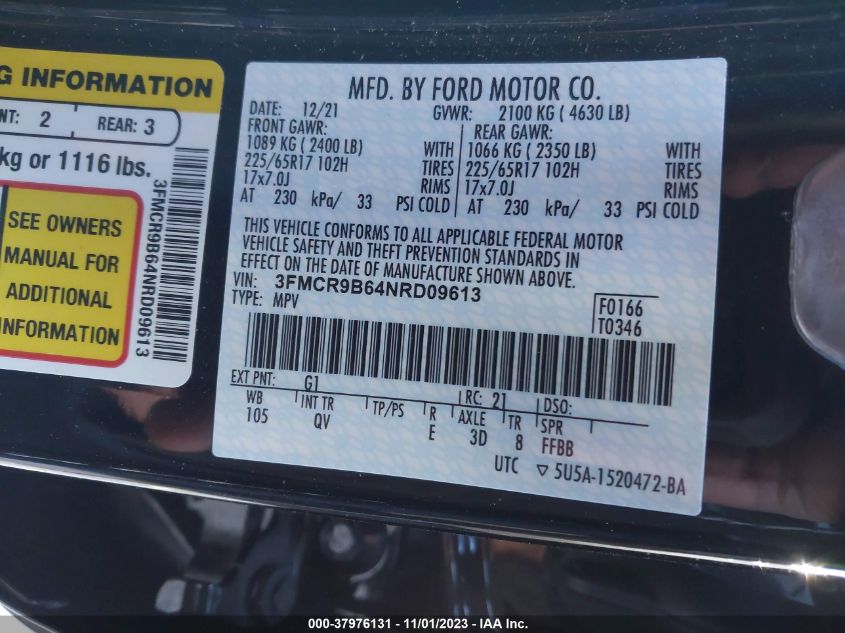 G INFORMATION
NT: 2 REAR: 3
kg or 1116 lbs.
SEE OWNERS
MANUAL FOR
ADDITIONAL
INFORMATION
3FMCR9B64NRD09613
MFD. BY FORD MOTOR CO.
DATE: 12/21 GVWR: 2100 KG ( 4630 LB)
FRONT GAWR: REAR GAWR:
1089 KG ( 2400 LB) WITH 1066 KG ( 2350 LB) WITH
225/65R17 102H TIRES 225/65R17 102H TIRES
17x7.0J RIMS 17x7.0J RIMS
AT 230 kPa/ 33 PSI COLD AT 230 kPa/ 33 PSI COLD
THIS VEHICLE CONFORMS TO ALL APPLICABLE FEDERAL MOTOR
VEHICLE SAFETY AND THEFT PREVENTION STANDARDS IN
EFFECT ON THE DATE OF MANUFACTURE SHOWN ABOVE.
VIN: 3FMCR9B64NRD09613
TYPE: MPV
F0166
T0346
EXT PNT: G1 RC: 21 DSO:
WB INT TR TP/PS R AXLE TR SPR
105 QV E 3D 8 FFBB
UTC ▽ 5U5A-1520472-BA
000-37976131 - 11/01/2023 - IAA Inc.